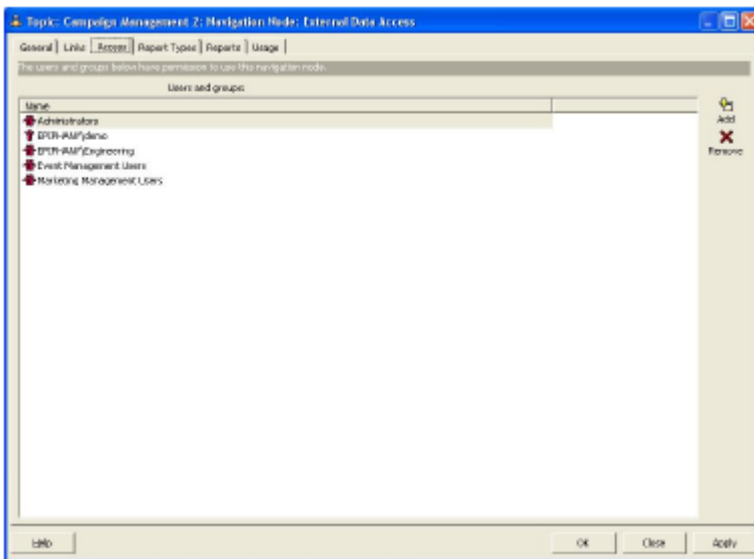 Topic: Campaign Management 2: Navigation Node: External Data Access
General Links Access Report Types Reports Usage
The users and groups below have permission to use this navigation node.
Users and groups:
Name
Add
Administrators
Remove
\demo
\Engineering
Event Management Users
Marketing Management Users
Help OK Close Apply